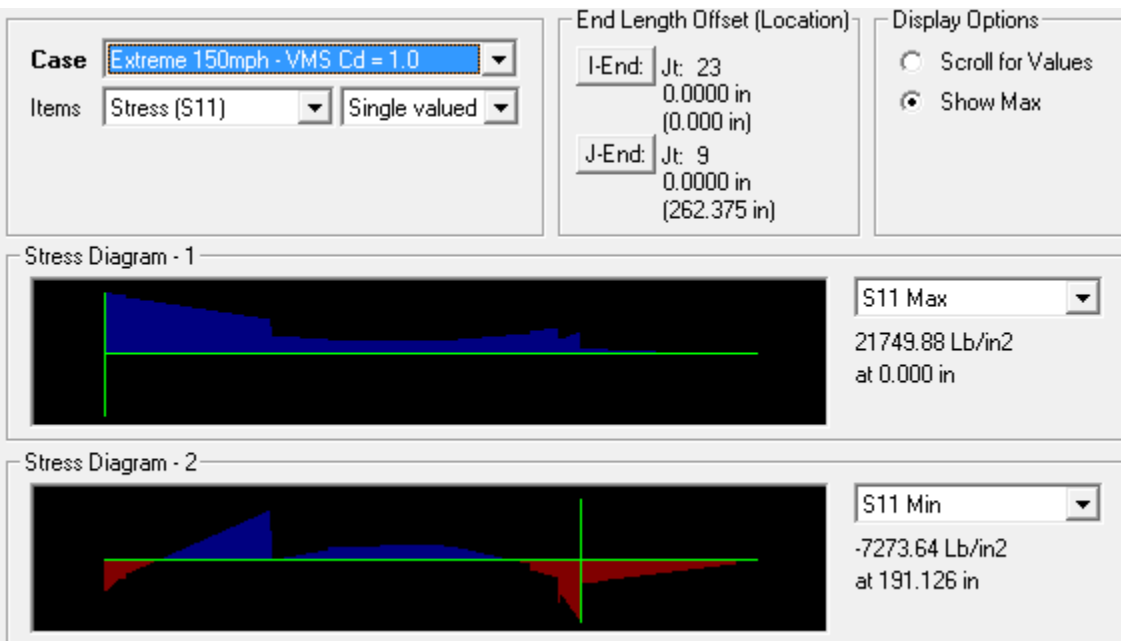 Case Extreme 150mph - VMS Cd = 1.0
Items Stress (S11) Single valued
End Length Offset (Location)
I-End: Jt: 23
0.0000 in
(0.000 in)
J-End: Jt: 9
0.0000 in
(262.375 in)
Display Options
Scroll for Values
Show Max
Stress Diagram - 1
S11 Max
21749.88 Lb/in2
at 0.000 in
Stress Diagram - 2
S11 Min
-7273.64 Lb/in2
at 191.126 in